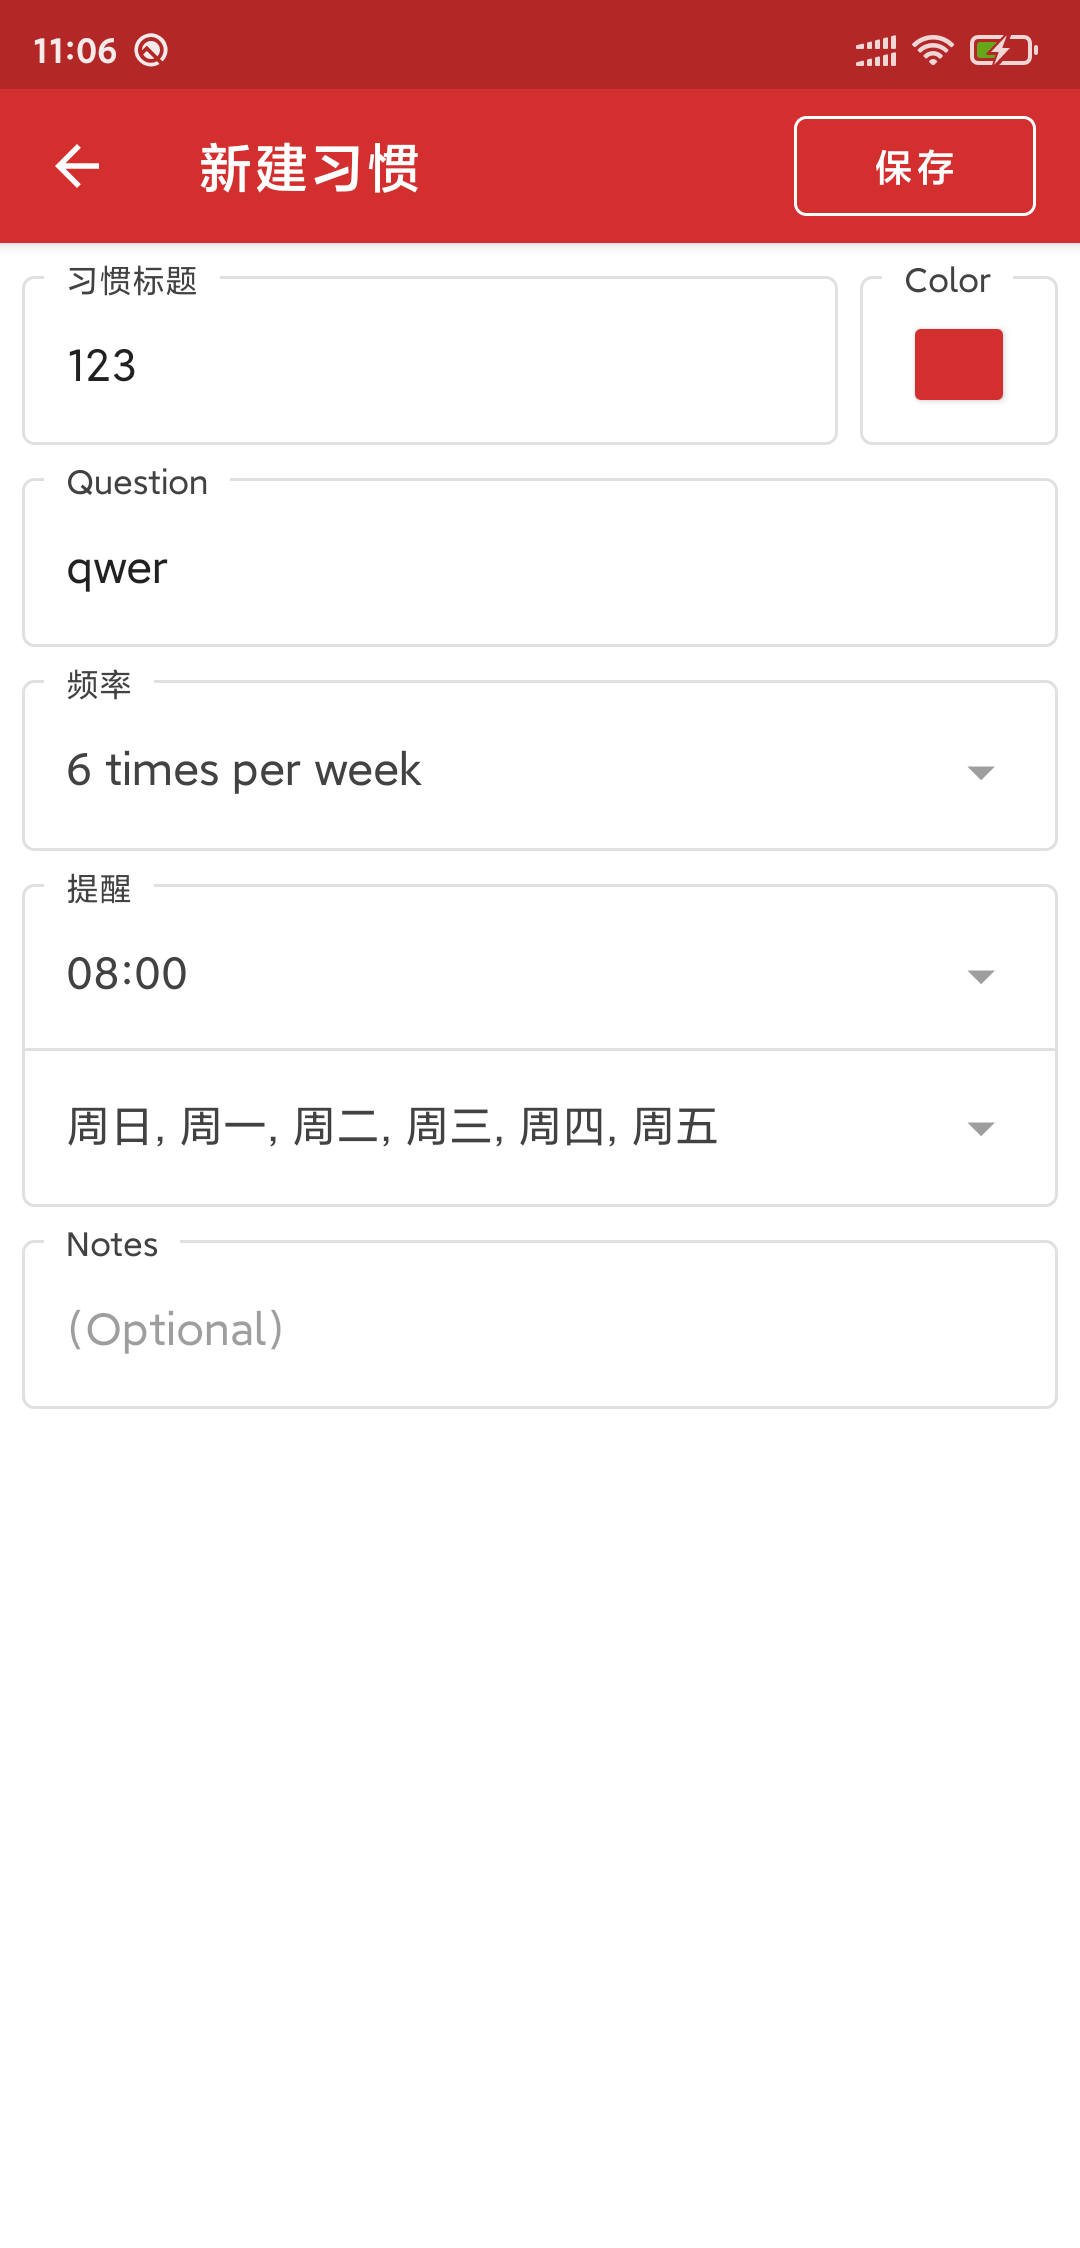 11:06
新建习惯
保存
习惯标题
Color
123
Question
qwer
频率
6 times per week
提醒
08:00
周日, 周一, 周二, 周三, 周四, 周五
Notes
(Optional)